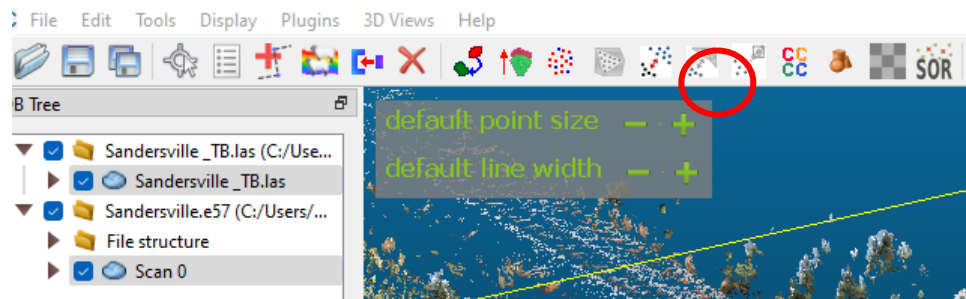 File Edit Tools Display Plugins 3D Views Help
CC
CC
SOR
DB Tree
default point size
default line width
Sandersville _TB.las (C:/Use...
Sandersville _TB.las
Sandersville.e57 (C:/Users/...
File structure
Scan 0